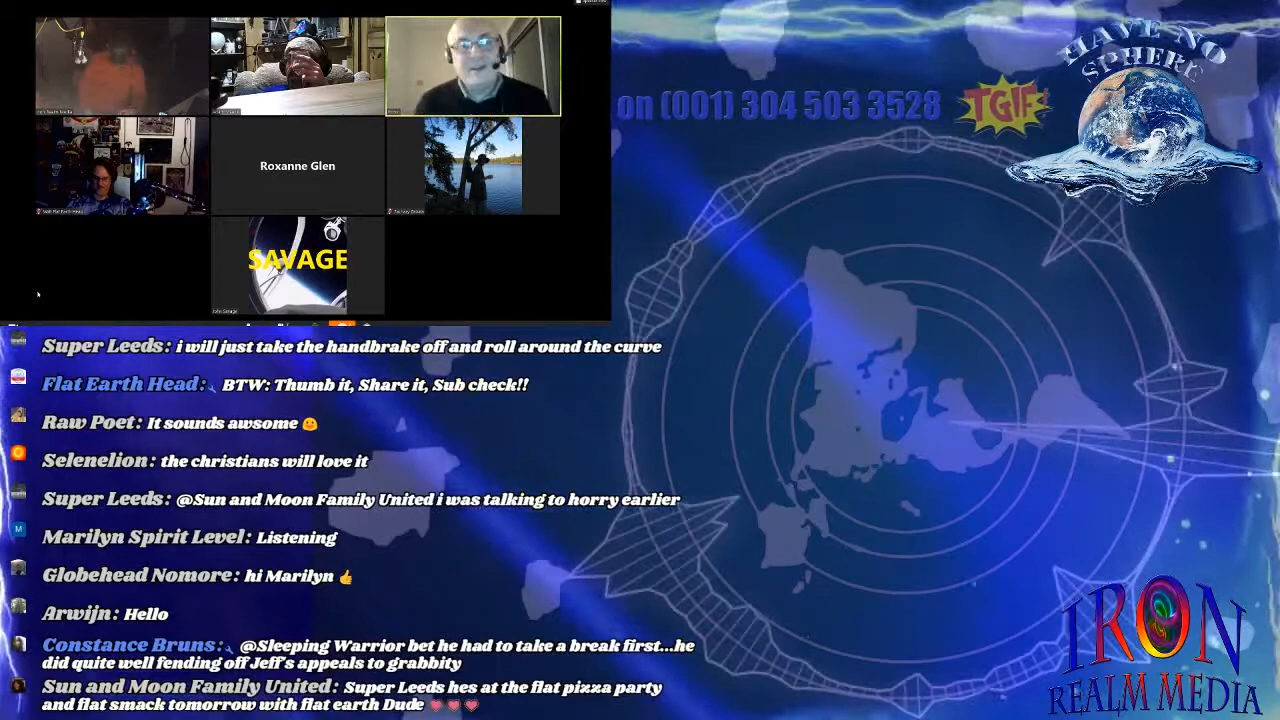 HAVE NO
SPHERE
on (001) 304 503 3528
TGIF
Roxanne Glen
SAVAGE
John Savage
Super Leeds: i will just take the handbrake off and roll around the curve
Flat Earth Head: BTW: Thumb it, Share it, Sub check!!
Raw Poet: It sounds awsome 🤗
Selenelion: the christians will love it
Super Leeds: @Sun and Moon Family United i was talking to horry earlier
M
Marilyn Spirit Level: Listening
Globehead Nomore: hi Marilyn 👍
Arwijn: Hello
Constance Bruns: @Sleeping Warrior bet he had to take a break first...he
did quite well fending off Jeff's appeals to grabbity
Sun and Moon Family United: Super Leeds hes at the flat pizza party
and flat smack tomorrow with flat earth Dude ❤❤❤
IRON
REALM MEDIA